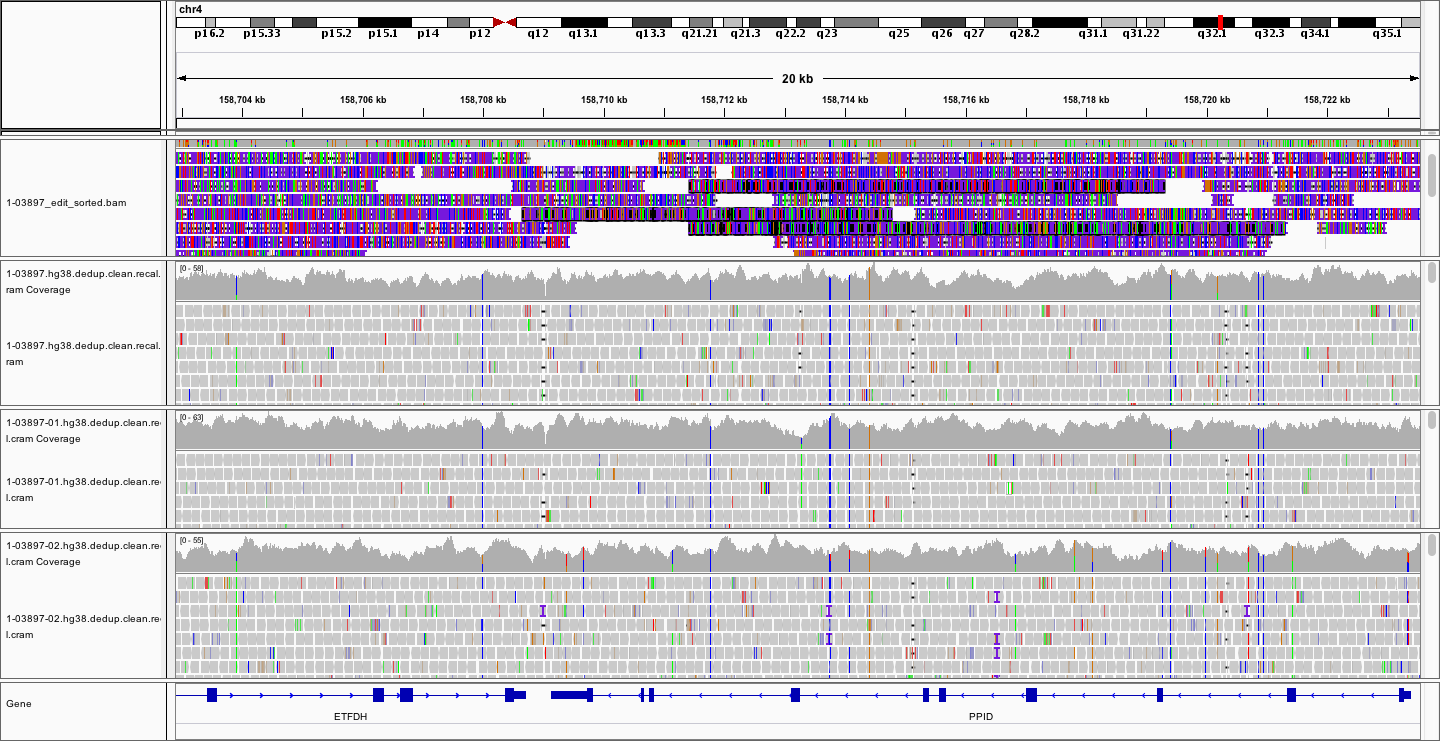 chr4
p16.2 p15.33 p15.2 p15.1 p14 p12 q12 q13.1 q13.3 q21.21 q21.3 q22.2 q23 q25 q26 q27 q28.2 q31.1 q31.22 q32.1 q32.3 q34.1 q35.1
20 kb
158,704 kb 158,706 kb 158,708 kb 158,710 kb 158,712 kb 158,714 kb 158,716 kb 158,718 kb 158,720 kb 158,722 kb
1-03897_edit_sorted.bam
[0 - 58]
1-03897.hg38.dedup.clean.recal.
ram Coverage
1-03897.hg38.dedup.clean.recal.
ram
[0 - 63]
1-03897-01.hg38.dedup.clean.re
l.cram Coverage
1-03897-01.hg38.dedup.clean.re
l.cram
[0 - 55]
1-03897-02.hg38.dedup.clean.re
l.cram Coverage
1-03897-02.hg38.dedup.clean.re
l.cram
Gene
ETFDH PPID